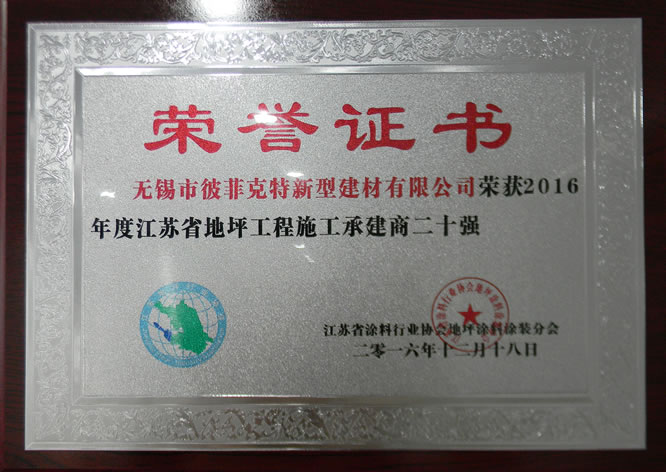 荣誉证书
无锡市彼菲克特新型建材有限公司荣获2016
年度江苏省地坪工程施工承建商二十强
江苏省涂料行业协会地坪涂料涂装分会
二零一六年十二月十八日